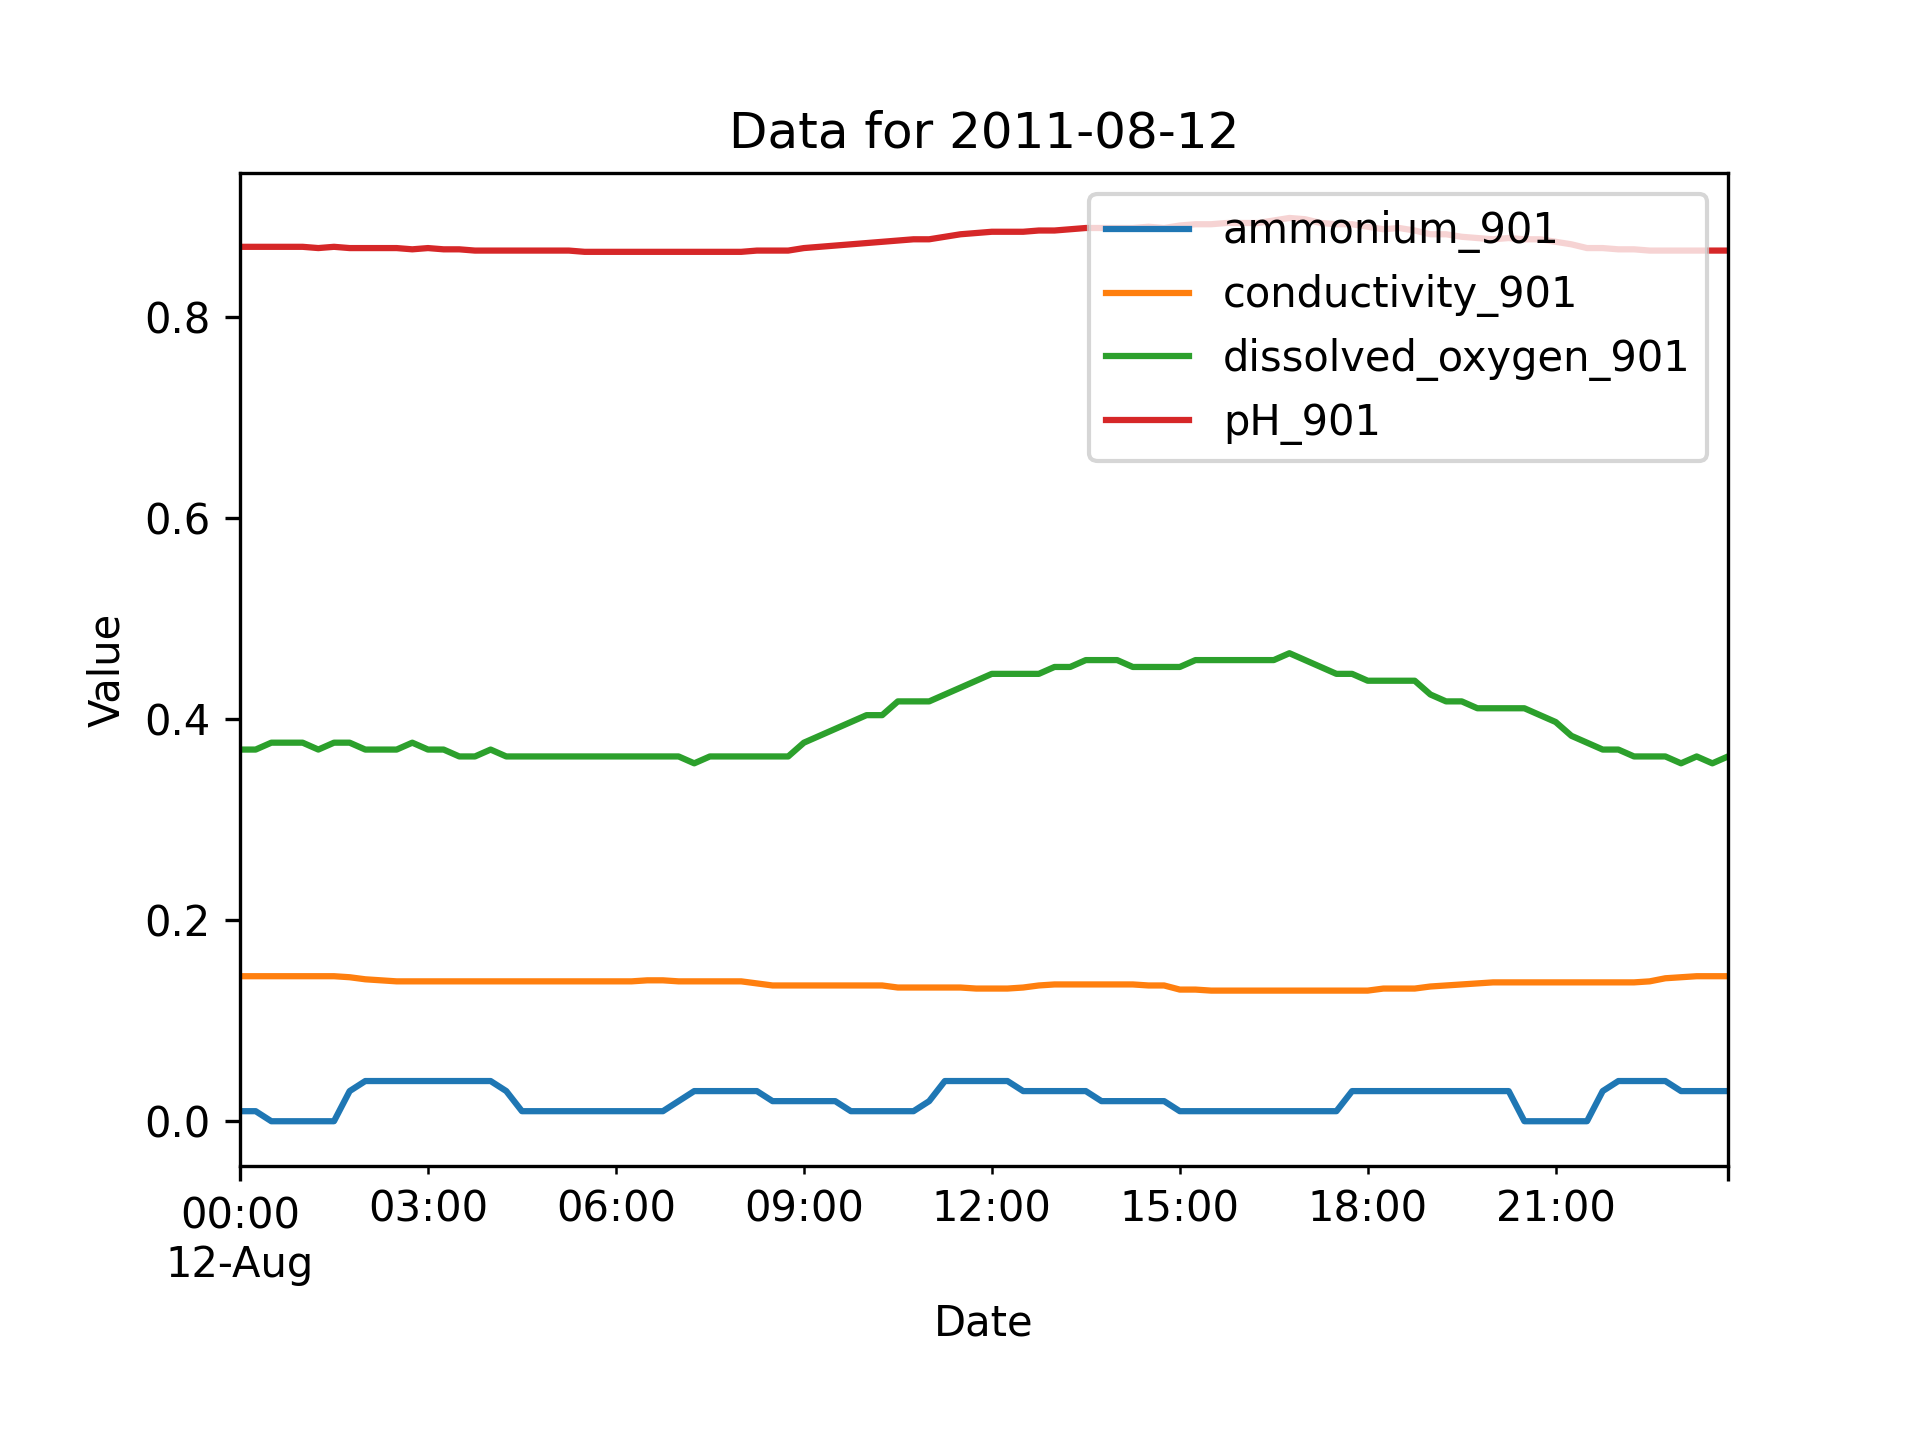 Data for 2011-08-12
ammonium_901
conductivity_901
dissolved_oxygen_901
pH_901
0.8
0.6
0.4
0.2
0.0
Value
00:00 03:00 06:00 09:00 12:00 15:00 18:00 21:00
12-Aug
Date